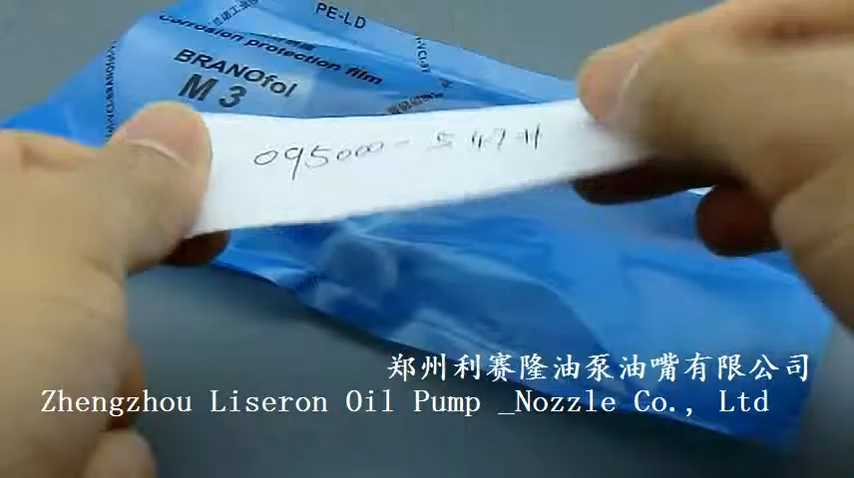 PE-LD
Corrosion protection film
BRANOfol
M 3
095000-5471
郑州利赛隆油泵油嘴有限公司
Zhengzhou Liseron Oil Pump _Nozzle Co., Ltd